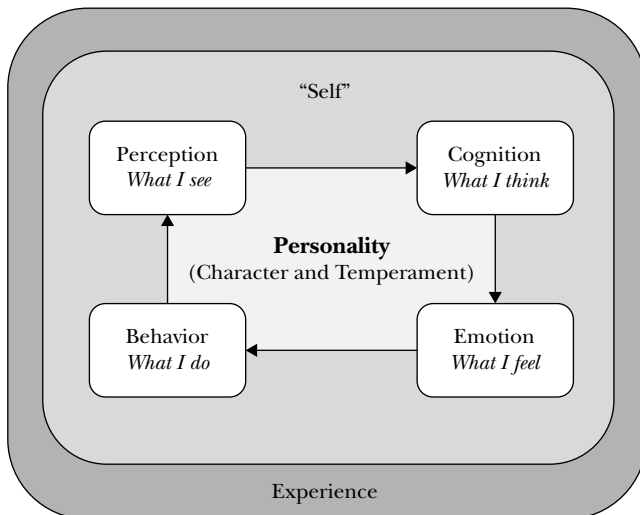 “Self”
Perception
What I see
Cognition
What I think
Personality
(Character and Temperament)
Behavior
What I do
Emotion
What I feel
Experience